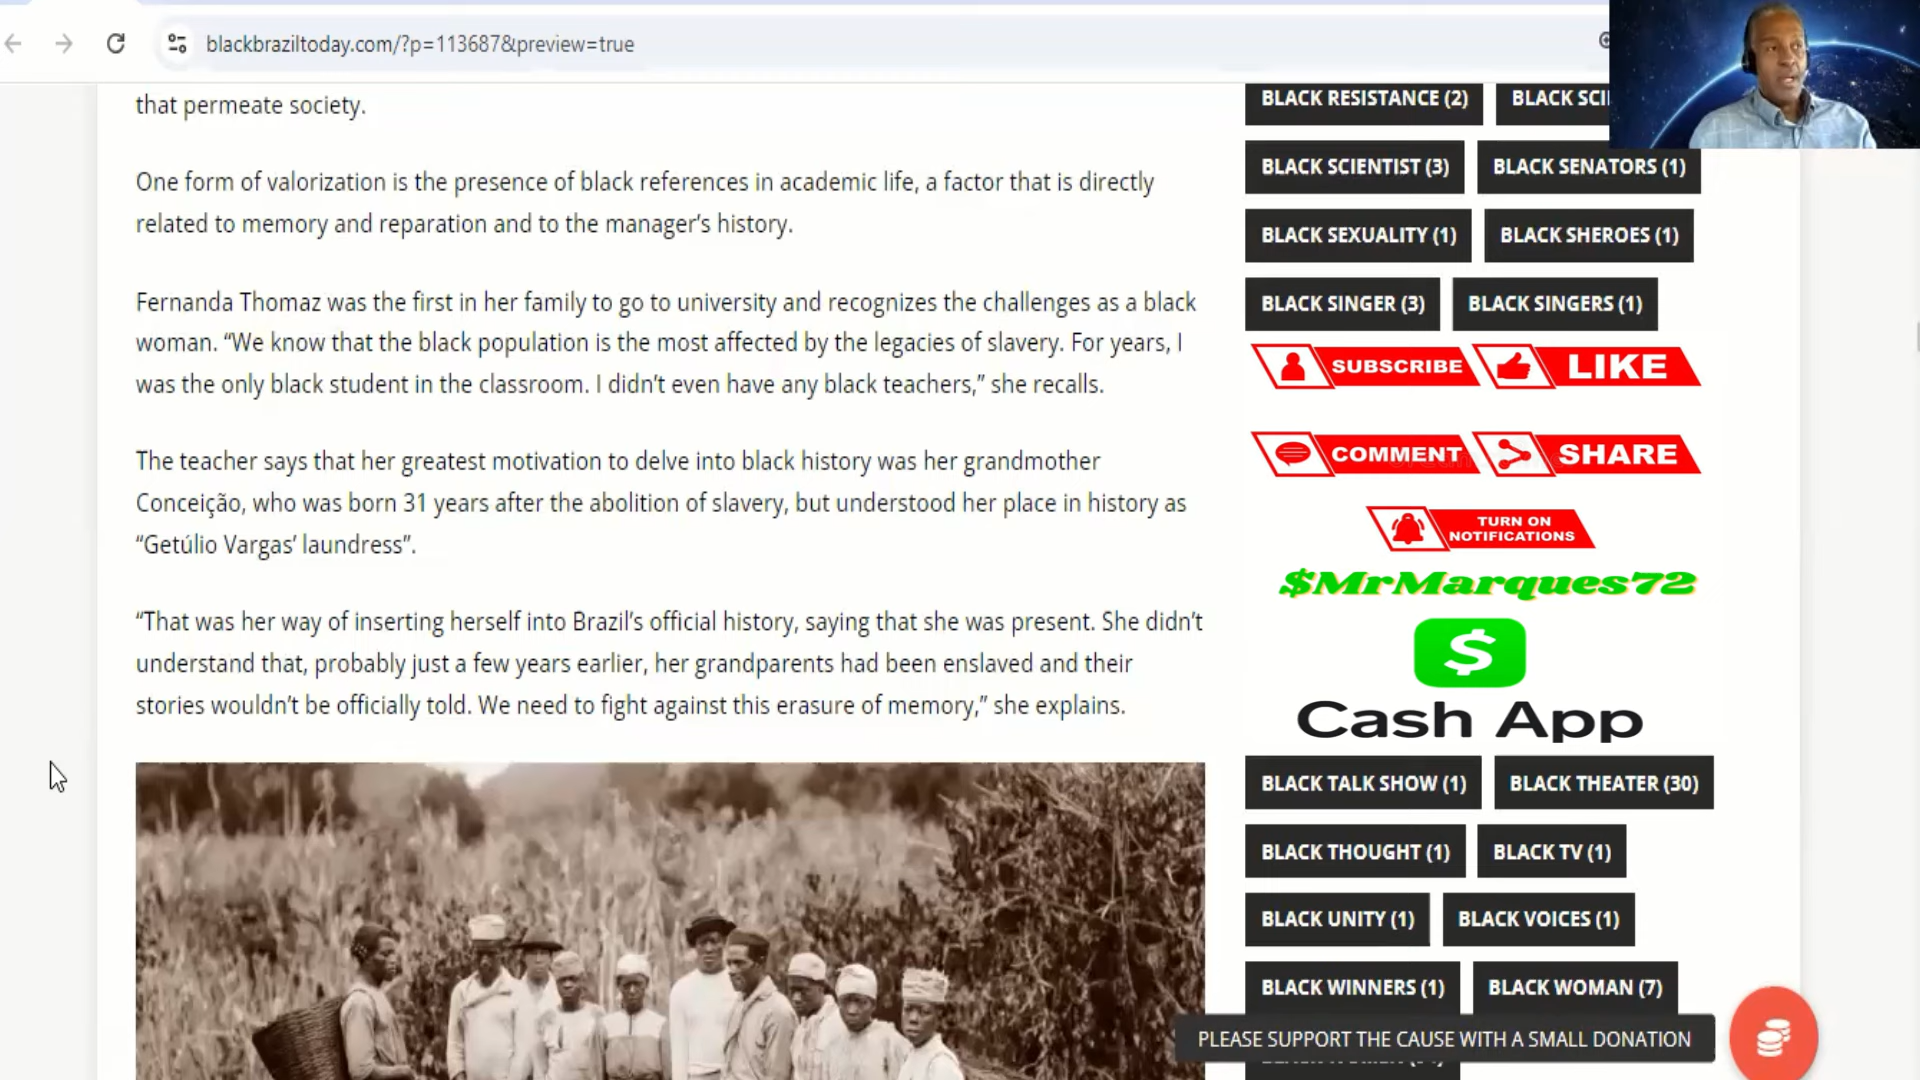 blackbraziltoday.com/?p=113687&preview=true
that permeate society.
One form of valorization is the presence of black references in academic life, a factor that is directly
related to memory and reparation and to the manager's history.
Fernanda Thomaz was the first in her family to go to university and recognizes the challenges as a black
woman. “We know that the black population is the most affected by the legacies of slavery. For years, I
was the only black student in the classroom. I didn't even have any black teachers,” she recalls.
The teacher says that her greatest motivation to delve into black history was her grandmother
Conceição, who was born 31 years after the abolition of slavery, but understood her place in history as
“Getúlio Vargas' laundress”.
“That was her way of inserting herself into Brazil's official history, saying that she was present. She didn't
understand that, probably just a few years earlier, her grandparents had been enslaved and their
stories wouldn't be officially told. We need to fight against this erasure of memory,” she explains.
BLACK RESISTANCE (2) BLACK
BLACK SCIENTIST (3) BLACK SENATORS (1)
BLACK SEXUALITY (1) BLACK SHEROES (1)
BLACK SINGER (3) BLACK SINGERS (1)
SUBSCRIBE LIKE
COMMENT SHARE
TURN ON
NOTIFICATIONS
$MrMarques72
$
Cash App
BLACK TALK SHOW (1) BLACK THEATER (30)
BLACK THOUGHT (1) BLACK TV (1)
BLACK UNITY (1) BLACK VOICES (1)
BLACK WINNERS (1) BLACK WOMAN (7)
PLEASE SUPPORT THE CAUSE WITH A SMALL DONATION